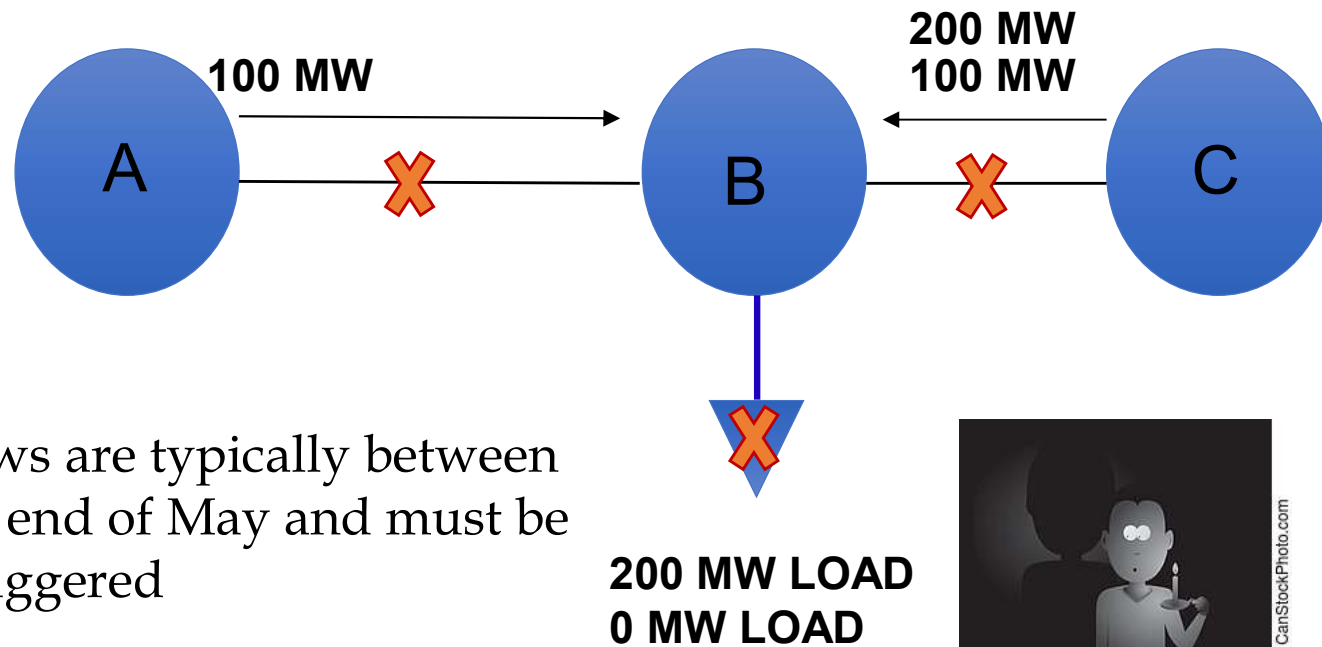 200 MW
100 MW
100 MW
A
B
C
ws are typically between
end of May and must be
ggered
200 MW LOAD
0 MW LOAD
CanStockPhoto.com